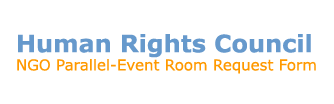 Human Rights Council
NGO Parallel-Event Room Request Form